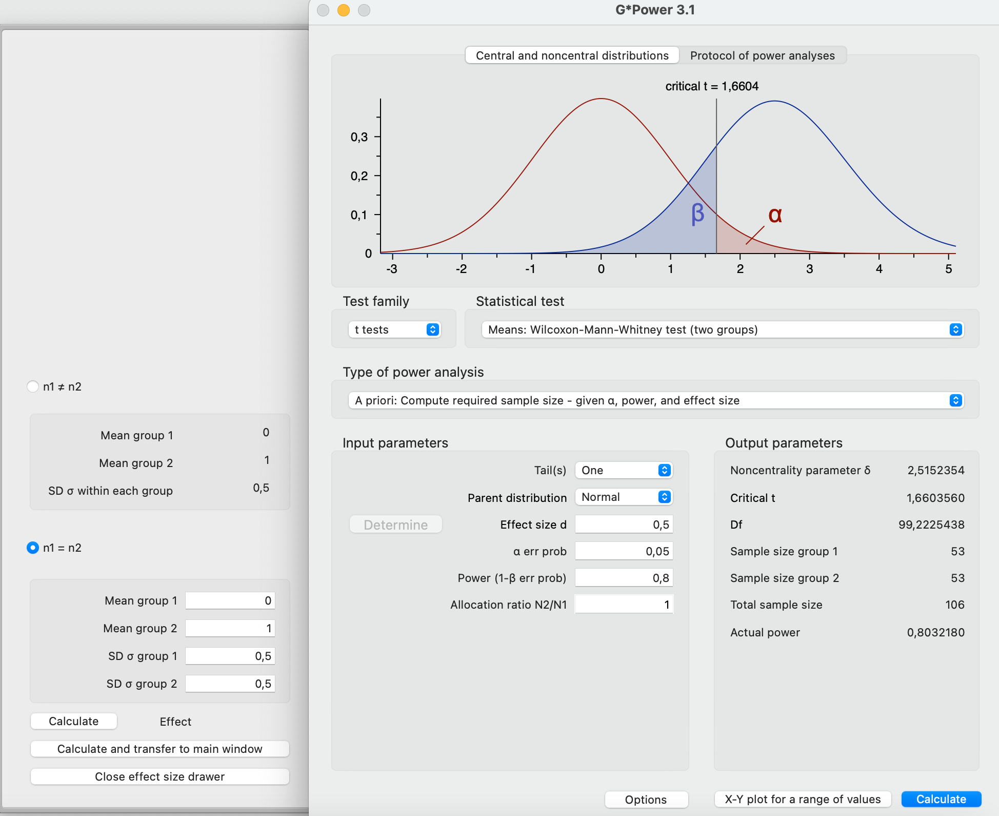 G*Power 3.1
Central and noncentral distributions
Protocol of power analyses
critical t = 1,6604
0,3
0,2
0,1
0
β
α
-3
-2
-1
0
1
2
3
4
5
Test family
Statistical test
t tests
Means: Wilcoxon-Mann-Whitney test (two groups)
Type of power analysis
A priori: Compute required sample size - given α, power, and effect size
n1 ≠ n2
Mean group 1 0
Mean group 2 1
SD σ within each group 0,5
n1 = n2
Mean group 1 0
Mean group 2 1
SD σ group 1 0,5
SD σ group 2 0,5
Calculate
Effect
Calculate and transfer to main window
Close effect size drawer
Input parameters
Tail(s) One
Parent distribution Normal
Determine
Effect size d 0,5
α err prob 0,05
Power (1-β err prob) 0,8
Allocation ratio N2/N1 1
Output parameters
Noncentrality parameter δ 2,5152354
Critical t 1,6603560
Df 99,2225438
Sample size group 1 53
Sample size group 2 53
Total sample size 106
Actual power 0,8032180
Options
X-Y plot for a range of values
Calculate